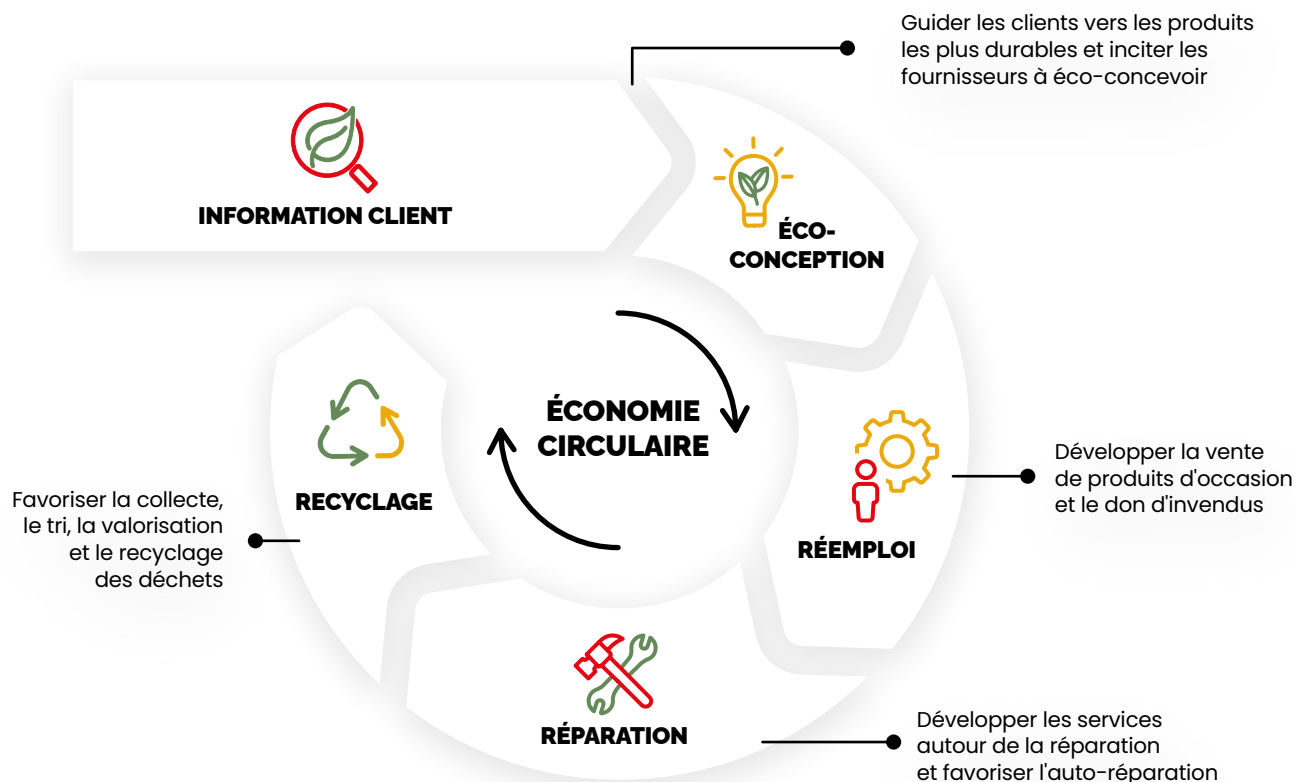 Guider les clients vers les produits
les plus durables et inciter les
fournisseurs à éco-concevoir
INFORMATION CLIENT
ÉCO-
CONCEPTION
ÉCONOMIE
CIRCULAIRE
Développer la vente
de produits d'occasion
et le don d'invendus
RÉEMPLOI
RECYCLAGE
Favoriser la collecte,
le tri, la valorisation
et le recyclage
des déchets
RÉPARATION
Développer les services
autour de la réparation
et favoriser l'auto-réparation